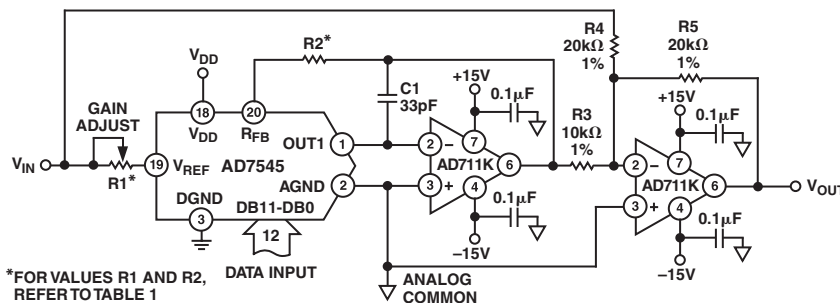 R4
20kΩ
1%
R5
20kΩ
1%
VDD
R2*
GAIN
ADJUST
C1
33pF
+15V
0.1µF
+15V
0.1µF
18
VDD
20
RFB
OUT1
1
2
–
7
AD711K
6
R3
10kΩ
1%
2
–
7
AD711K
6
VOUT
VIN
R1*
19
VREF
AD7545
AGND
2
3
+
4
0.1µF
3
+
4
0.1µF
DGND
3
DB11-DB0
12
DATA INPUT
–15V
–15V
ANALOG
COMMON
*FOR VALUES R1 AND R2,
REFER TO TABLE 1